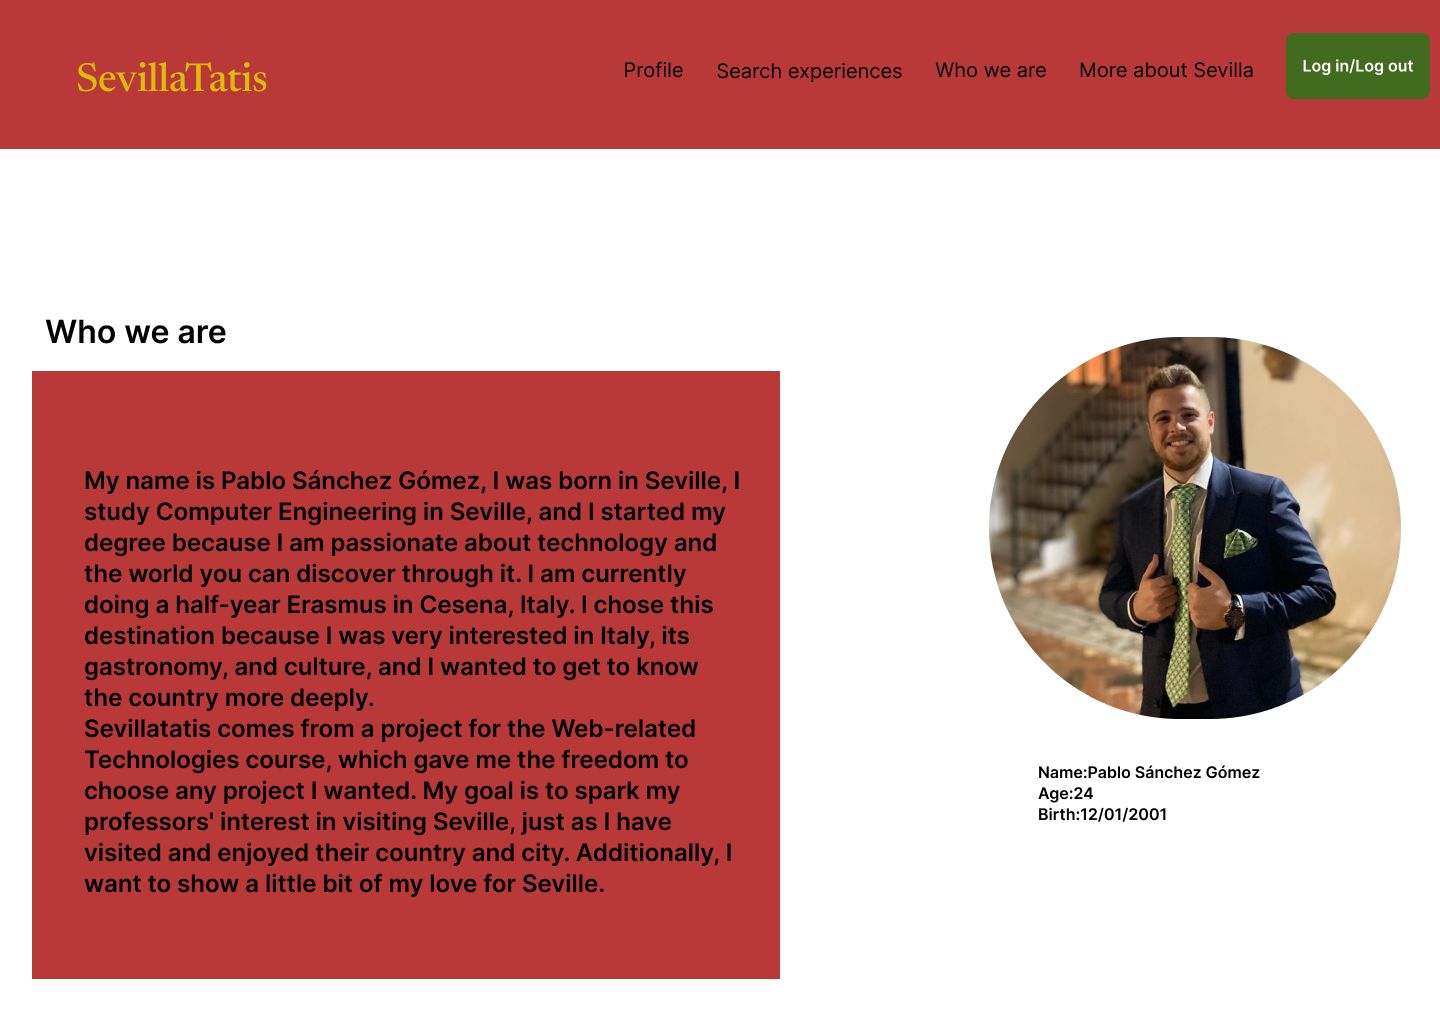 SevillaTatis
Profile
Search experiences
Who we are
More about Sevilla
Log in/Log out
Who we are
My name is Pablo Sánchez Gómez, I was born in Seville, I
study Computer Engineering in Seville, and I started my
degree because I am passionate about technology and
the world you can discover through it. I am currently
doing a half-year Erasmus in Cesena, Italy. I chose this
destination because I was very interested in Italy, its
gastronomy, and culture, and I wanted to get to know
the country more deeply.
Sevillatatis comes from a project for the Web-related
Technologies course, which gave me the freedom to
choose any project I wanted. My goal is to spark my
professors' interest in visiting Seville, just as I have
visited and enjoyed their country and city. Additionally, I
want to show a little bit of my love for Seville.
Name:Pablo Sánchez Gómez
Age:24
Birth:12/01/2001